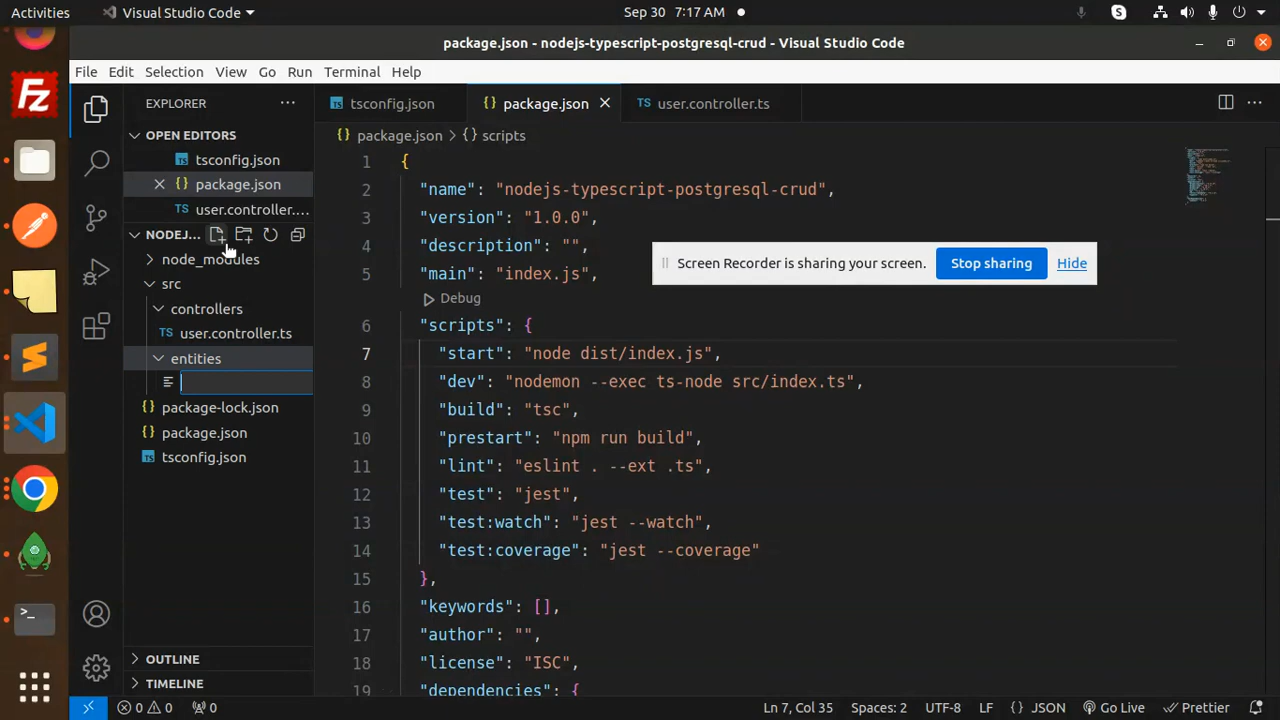 Activities Visual Studio Code Sep 30 7:17 AM
package.json - nodejs-typescript-postgresql-crud - Visual Studio Code
File Edit Selection View Go Run Terminal Help
EXPLORER
OPEN EDITORS
tsconfig.json
package.json
user.controller....
NODEJ...
node_modules
src
controllers
user.controller.ts
entities
package-lock.json
package.json
tsconfig.json
OUTLINE
TIMELINE
tsconfig.json package.json user.controller.ts
package.json > {} scripts
1 {
2 "name": "nodejs-typescript-postgresql-crud",
3 "version": "1.0.0",
4 "description": "",
5 "main": "index.js",
Debug
6 "scripts": {
7 "start": "node dist/index.js",
8 "dev": "nodemon --exec ts-node src/index.ts",
9 "build": "tsc",
10 "prestart": "npm run build",
11 "lint": "eslint . --ext .ts",
12 "test": "jest",
13 "test:watch": "jest --watch",
14 "test:coverage": "jest --coverage"
15 },
16 "keywords": [],
17 "author": "",
18 "license": "ISC",
19 "dependencies": {
Screen Recorder is sharing your screen. Stop sharing Hide
0 0 0 Ln 7, Col 35 Spaces: 2 UTF-8 LF {} JSON Go Live Prettier